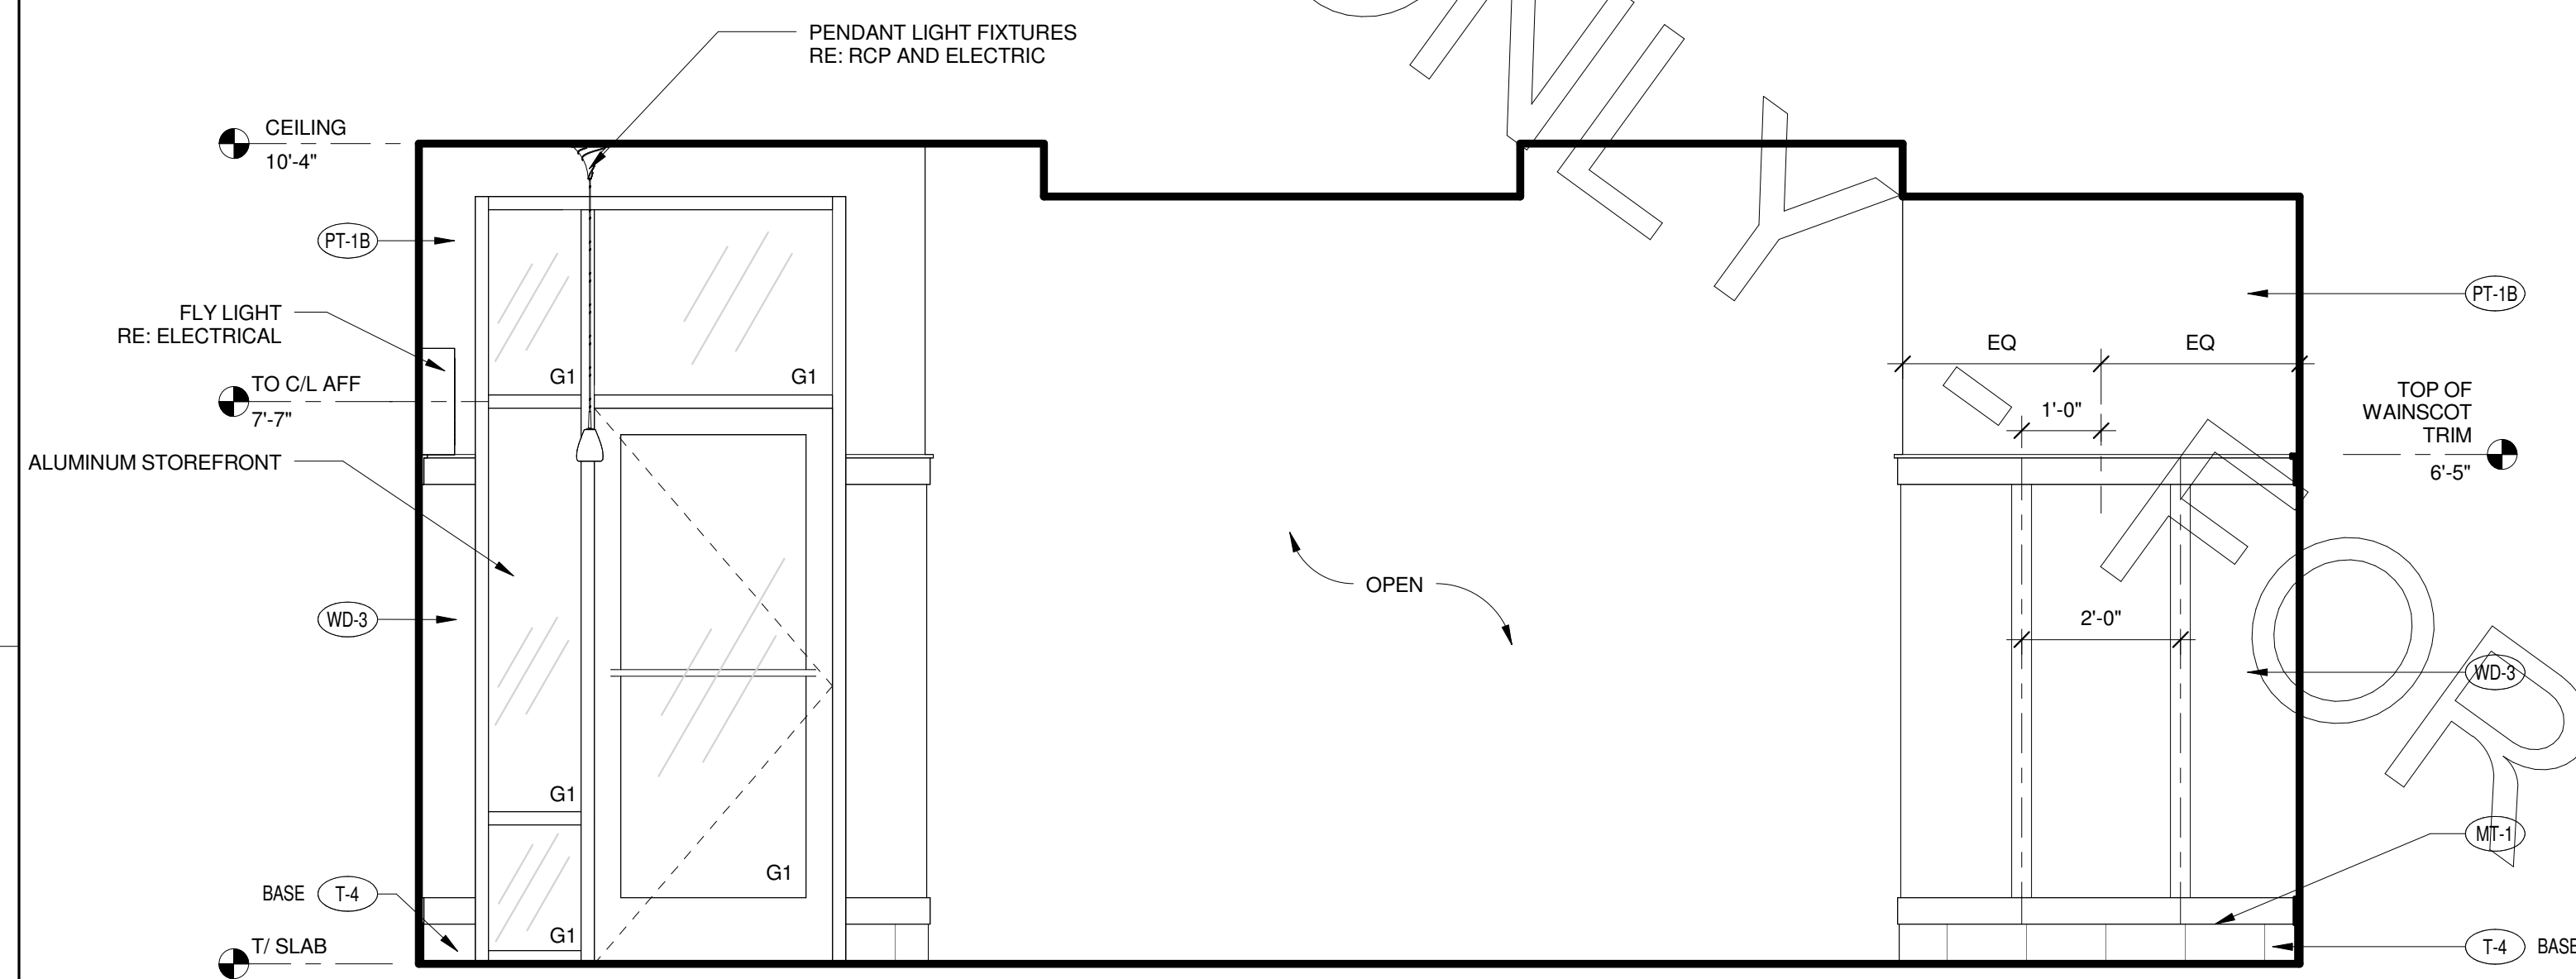 PENDANT LIGHT FIXTURES
RE: RCP AND ELECTRIC
CEILING
10'-4"
PT-1B
FLY LIGHT
RE: ELECTRICAL
TO C/L AFF
7'-7"
ALUMINUM STOREFRONT
WD-3
BASE T-4
T/ SLAB
G1
G1
G1
G1
G1
OPEN
EQ
EQ
1'-0"
2'-0"
PT-1B
TOP OF
WAINSCOT
TRIM
6'-5"
WD-3
MT-1
T-4 BASE
NLY
-
FOR